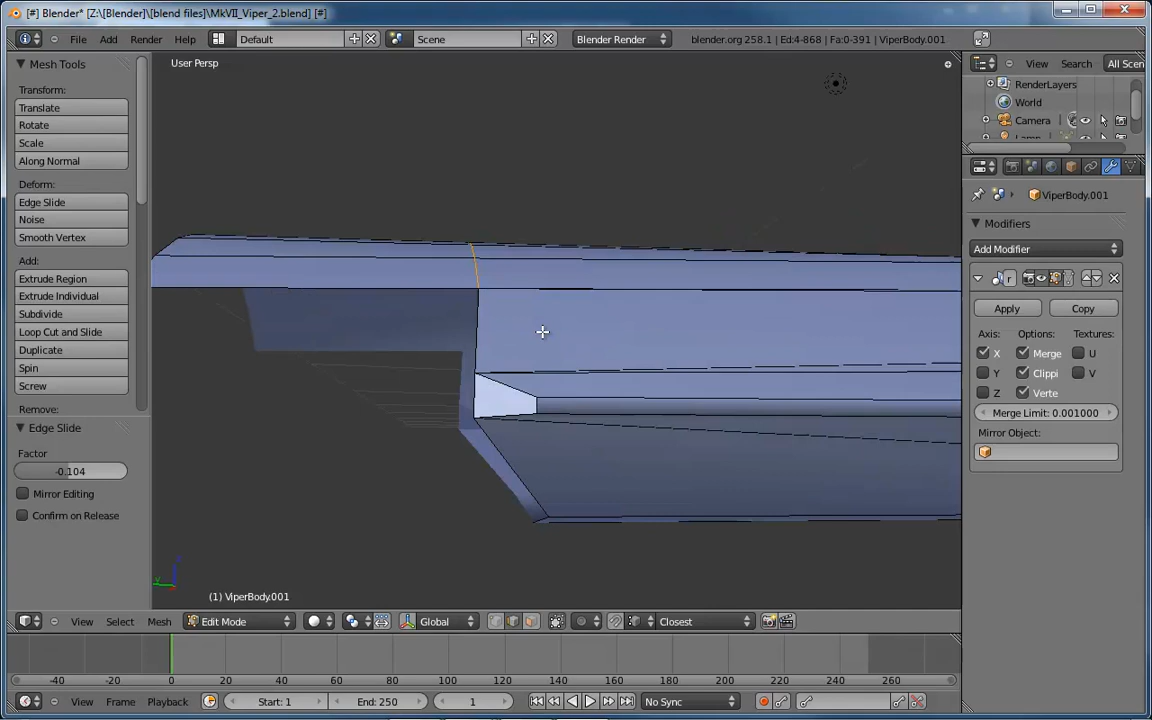 [#] Blender* [Z:\[Blender]\[blend files]\MkVII_Viper_2.blend] [#]
File Add Render Help Default Scene Blender Render blender.org 258.1 | Ed:4-868 | Fa:0-391 | ViperBody.001
Mesh Tools
User Persp
View Search All Scen
RenderLayers
World
Camera
Transform:
Translate
Rotate
Scale
Along Normal
Deform:
Edge Slide
Noise
Smooth Vertex
Add:
Extrude Region
Extrude Individual
Subdivide
Loop Cut and Slide
Duplicate
Spin
Screw
Remove:
Edge Slide
Factor
-0.104
Mirror Editing
Confirm on Release
ViperBody.001
Modifiers
Add Modifier
r
Apply Copy
Axis: Options: Textures:
X Merge U
Y Clippi V
Z Verte
Merge Limit: 0.001000
Mirror Object:
(1) ViperBody.001
View Select Mesh Edit Mode Global Closest
-40 -20 0 20 40 60 80 100 120 140 160 180 200 220 240 260
View Frame Playback Start: 1 End: 250 1 No Sync